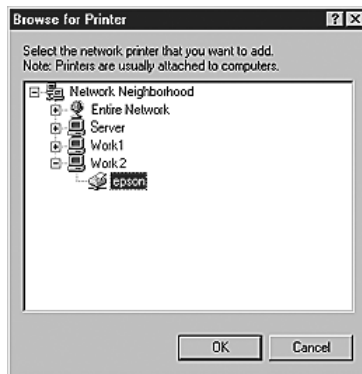 Browse for Printer
Select the network printer that you want to add.
Note: Printers are usually attached to computers.
Network Neighborhood
Entire Network
Server
Work1
Work2
epson
OK Cancel